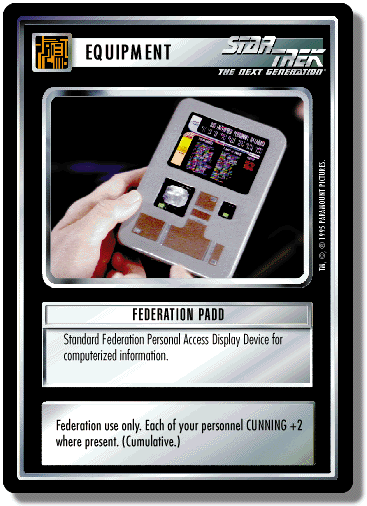 EQUIPMENT
STAR TREK
THE NEXT GENERATION
TM, © ® 1995 PARAMOUNT PICTURES.
FEDERATION PADD
Standard Federation Personal Access Display Device for
computerized information.
Federation use only. Each of your personnel CUNNING +2
where present. (Cumulative.)